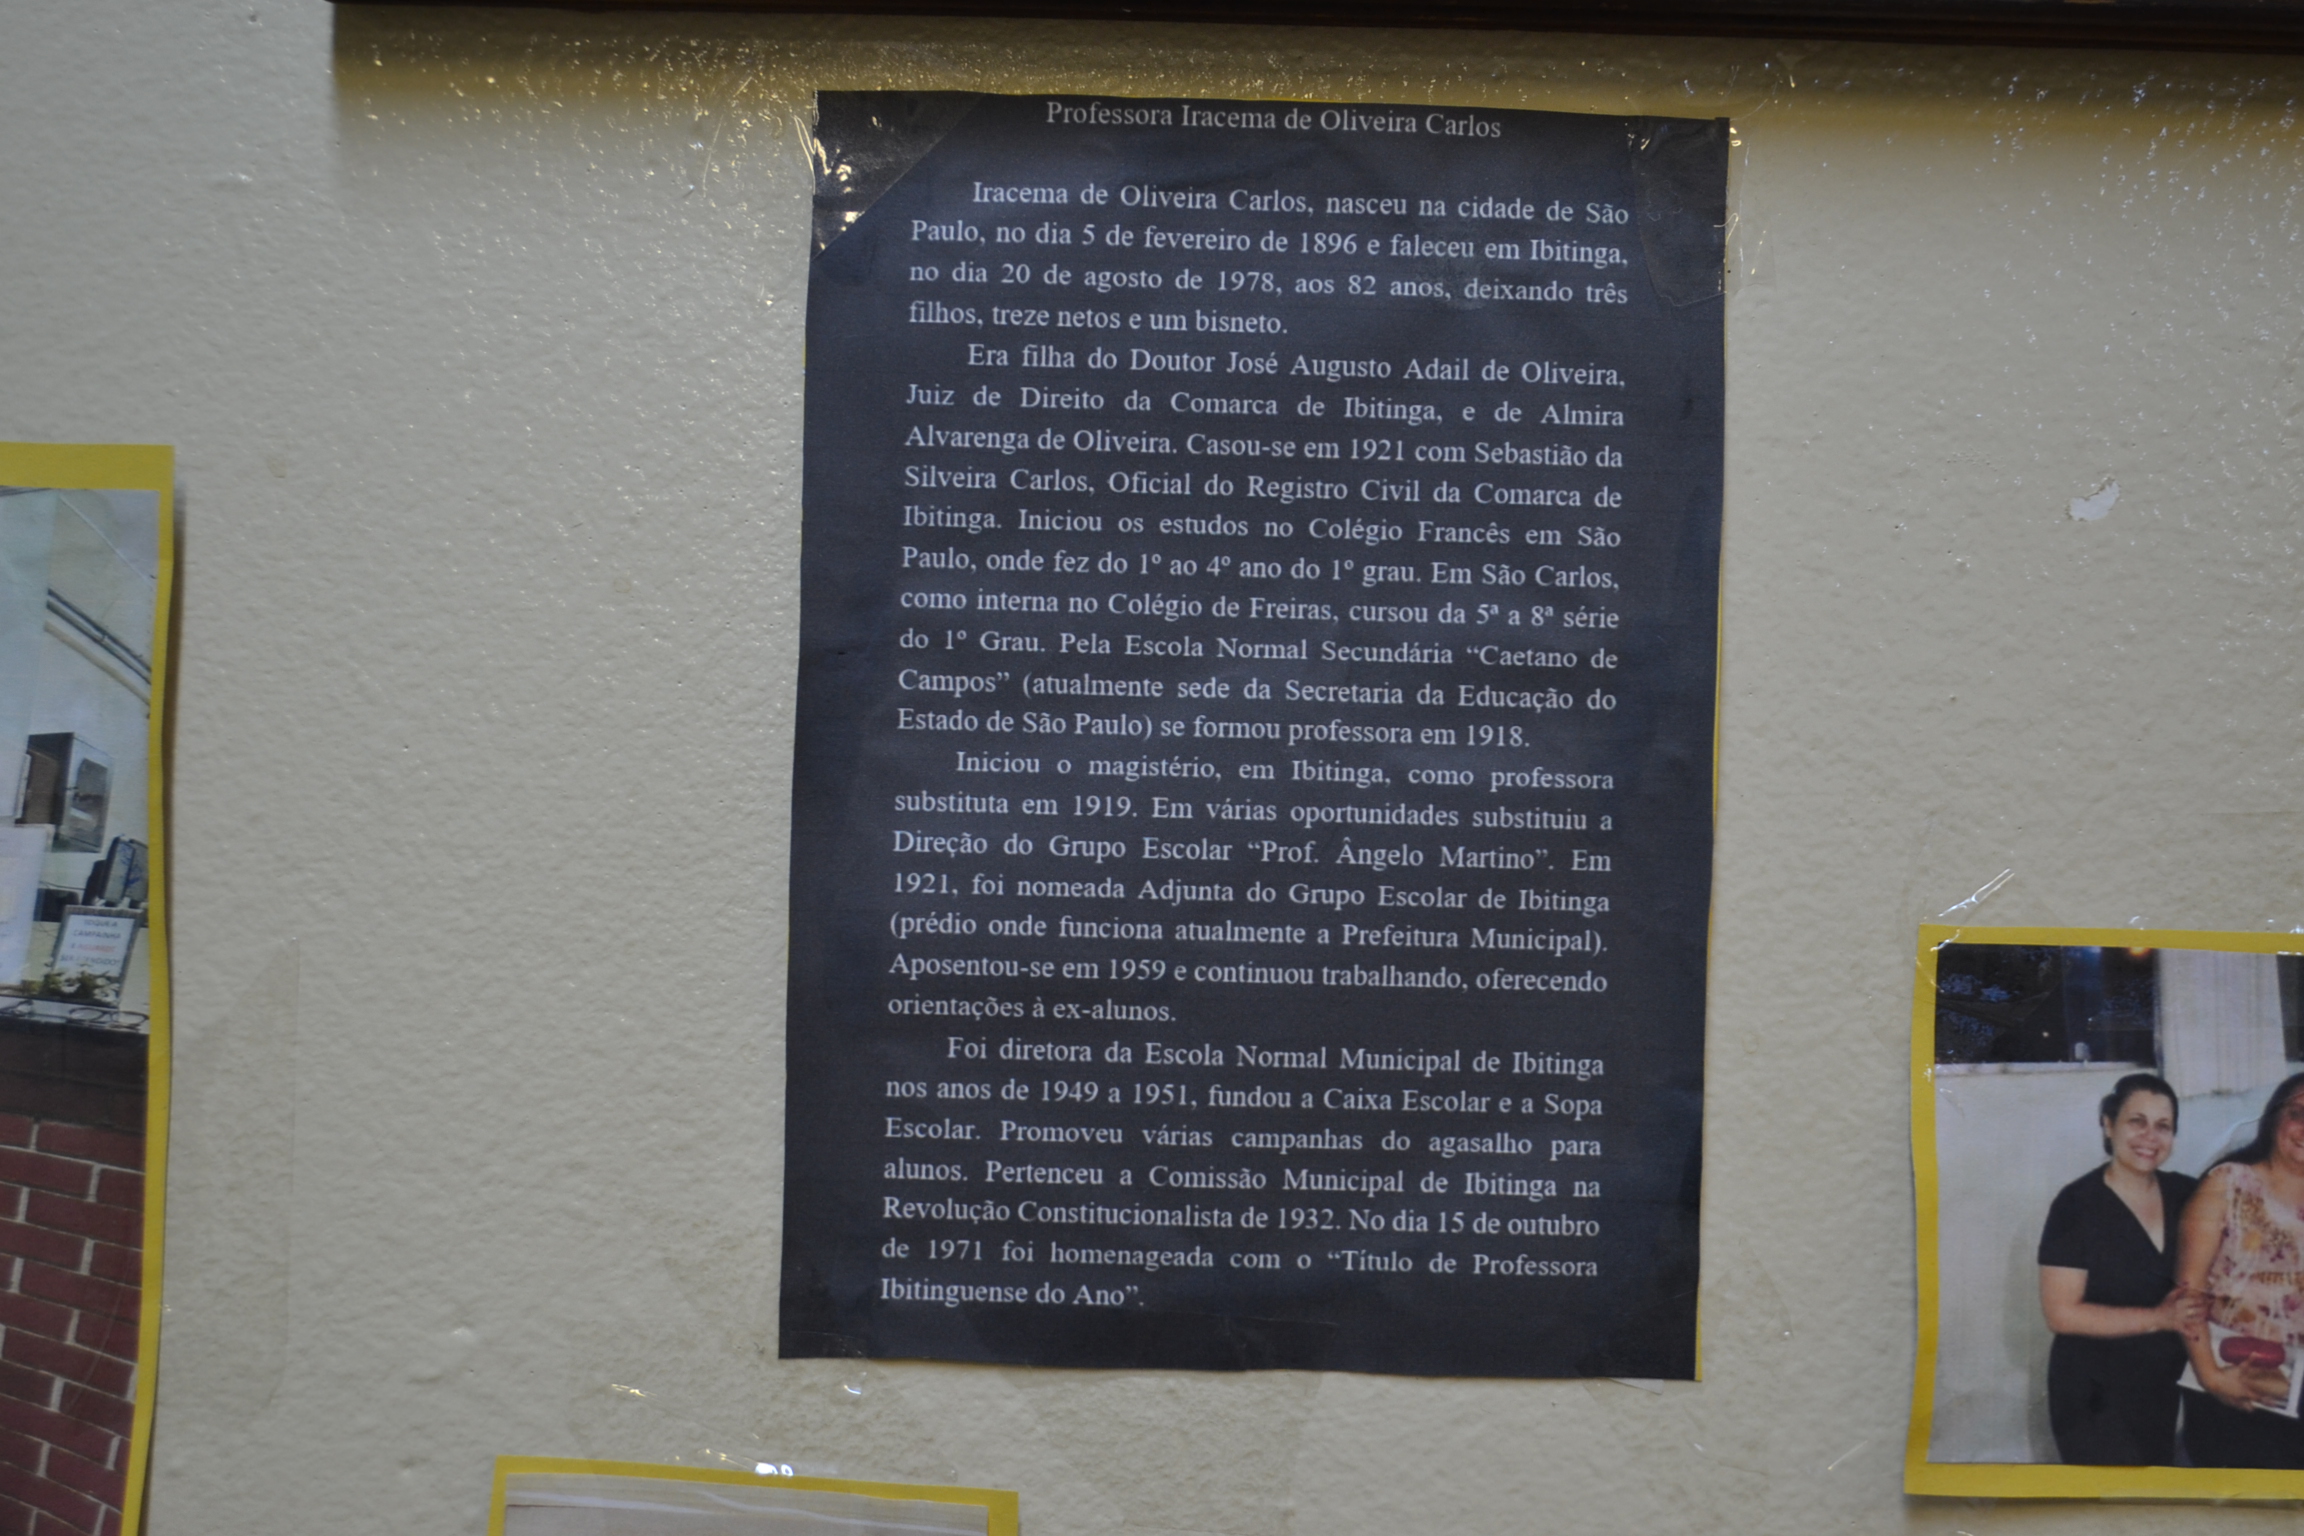 Professora Iracema de Oliveira Carlos
Iracema de Oliveira Carlos, nasceu na cidade de São
Paulo, no dia 5 de fevereiro de 1896 e faleceu em Ibitinga,
no dia 20 de agosto de 1978, aos 82 anos, deixando três
filhos, treze netos e um bisneto.
Era filha do Doutor José Augusto Adail de Oliveira,
Juiz de Direito da Comarca de Ibitinga, e de Almira
Alvarenga de Oliveira. Casou-se em 1921 com Sebastião da
Silveira Carlos, Oficial do Registro Civil da Comarca de
Ibitinga. Iniciou os estudos no Colégio Francês em São
Paulo, onde fez do 1º ao 4º ano do 1º grau. Em São Carlos,
como interna no Colégio de Freiras, cursou da 5ª a 8ª série
do 1º Grau. Pela Escola Normal Secundária “Caetano de
Campos” (atualmente sede da Secretaria da Educação do
Estado de São Paulo) se formou professora em 1918.
Iniciou o magistério, em Ibitinga, como professora
substituta em 1919. Em várias oportunidades substituiu a
Direção do Grupo Escolar “Prof. Ângelo Martino”. Em
1921, foi nomeada Adjunta do Grupo Escolar de Ibitinga
(prédio onde funciona atualmente a Prefeitura Municipal).
Aposentou-se em 1959 e continuou trabalhando, oferecendo
orientações à ex-alunos.
Foi diretora da Escola Normal Municipal de Ibitinga
nos anos de 1949 a 1951, fundou a Caixa Escolar e a Sopa
Escolar. Promoveu várias campanhas do agasalho para
alunos. Pertenceu a Comissão Municipal de Ibitinga na
Revolução Constitucionalista de 1932. No dia 15 de outubro
de 1971 foi homenageada com o “Título de Professora
Ibitinguense do Ano”.
CAMPAINHA